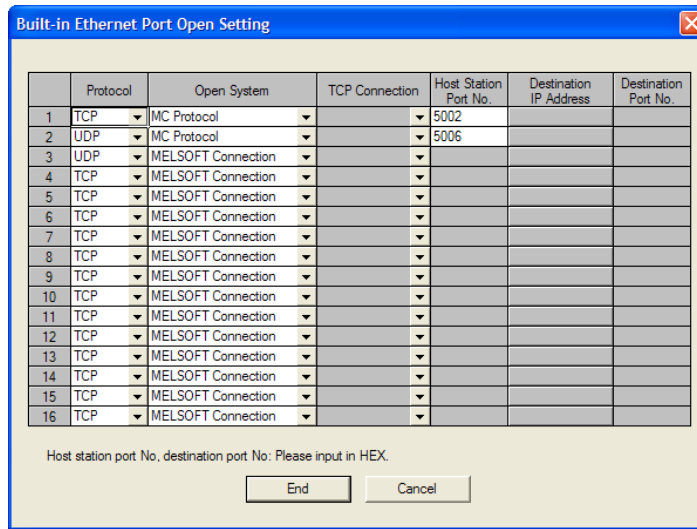 Built-in Ethernet Port Open Setting
Protocol Open System TCP Connection Host Station Port No. Destination IP Address Destination Port No.
1 TCP MC Protocol 5002
2 UDP MC Protocol 5006
3 UDP MELSOFT Connection
4 TCP MELSOFT Connection
5 TCP MELSOFT Connection
6 TCP MELSOFT Connection
7 TCP MELSOFT Connection
8 TCP MELSOFT Connection
9 TCP MELSOFT Connection
10 TCP MELSOFT Connection
11 TCP MELSOFT Connection
12 TCP MELSOFT Connection
13 TCP MELSOFT Connection
14 TCP MELSOFT Connection
15 TCP MELSOFT Connection
16 TCP MELSOFT Connection
Host station port No, destination port No: Please input in HEX.
End Cancel